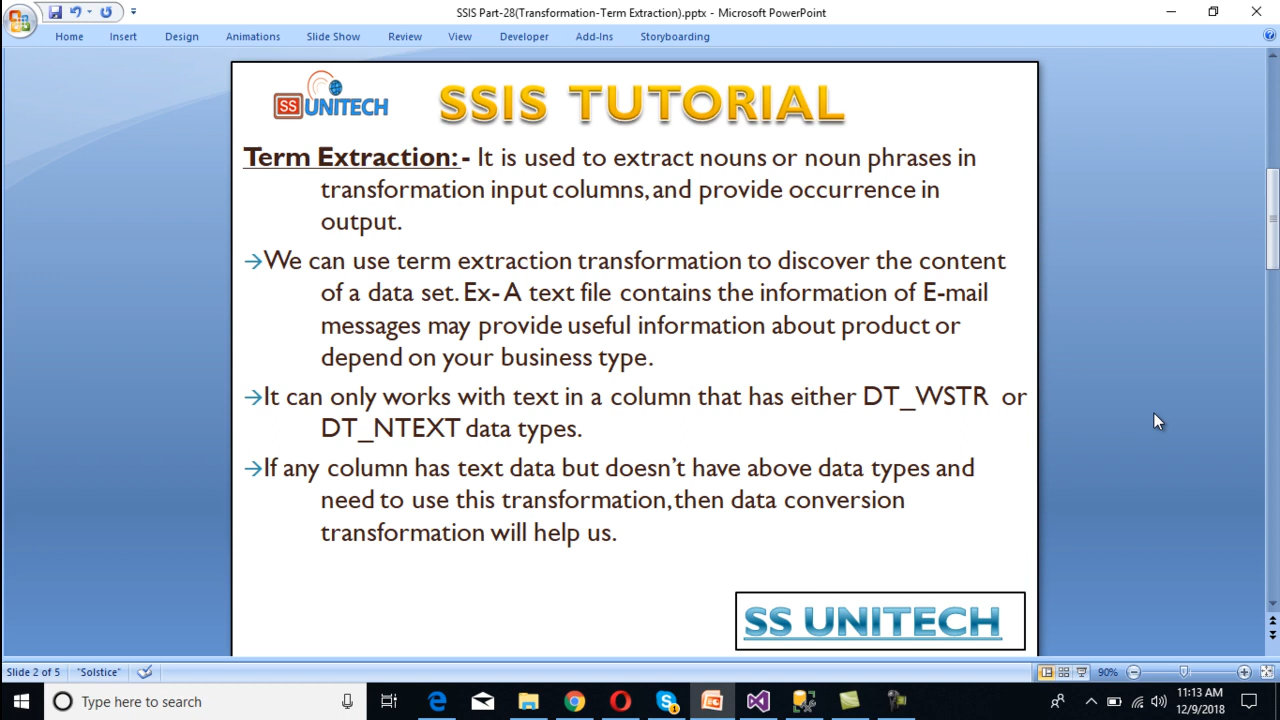 SSIS Part-28(Transformation-Term Extraction).pptx - Microsoft PowerPoint
Home Insert Design Animations Slide Show Review View Developer Add-Ins Storyboarding
SS UNITECH
SSIS TUTORIAL
Term Extraction:- It is used to extract nouns or noun phrases in
transformation input columns, and provide occurrence in
output.
→We can use term extraction transformation to discover the content
of a data set. Ex- A text file contains the information of E-mail
messages may provide useful information about product or
depend on your business type.
→It can only works with text in a column that has either DT_WSTR or
DT_NTEXT data types.
→If any column has text data but doesn't have above data types and
need to use this transformation, then data conversion
transformation will help us.
SS UNITECH
Slide 2 of 5 "Solstice" 90%
Type here to search
11:13 AM
12/9/2018